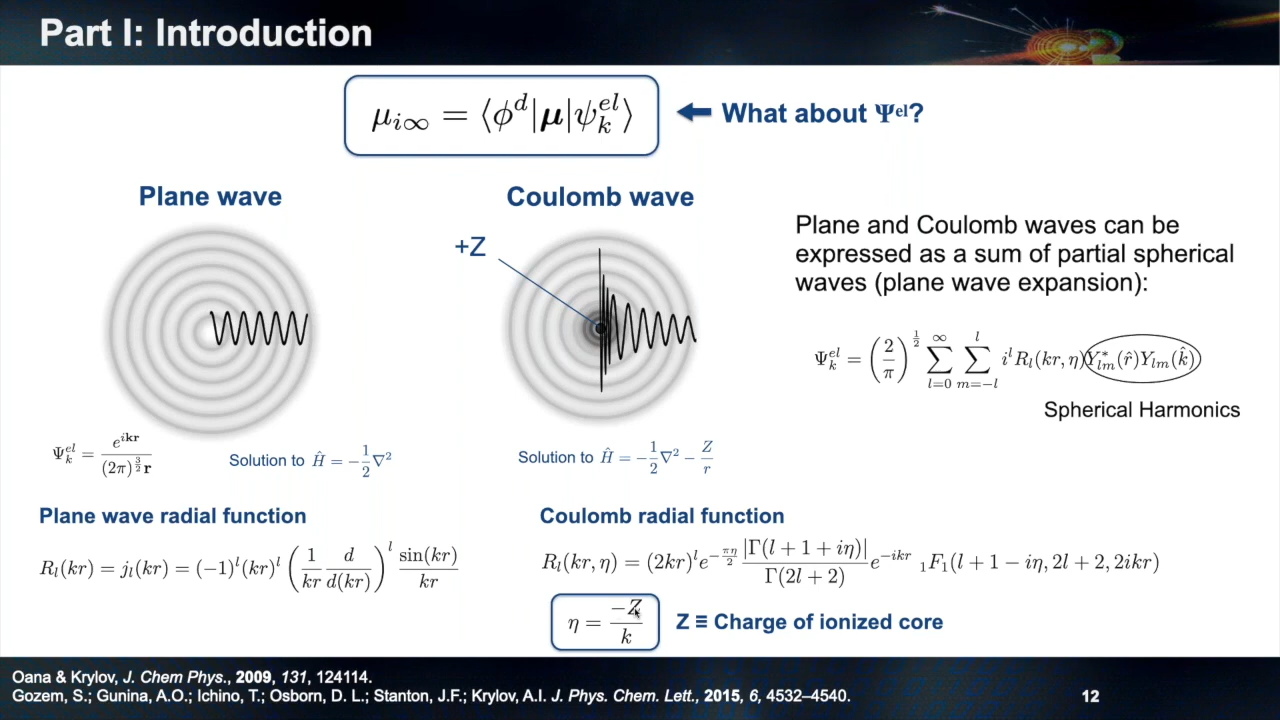 Part I: Introduction
μ_{i∞} = ⟨ϕ^d|μ|ψ_k^{el}⟩
What about Ψ^{el}?
Plane wave
Coulomb wave
+Z
Plane and Coulomb waves can be
expressed as a sum of partial spherical
waves (plane wave expansion):
Ψ_k^{el} = (2/π)^{1/2} ∑_{l=0}^{∞} ∑_{m=−l}^{l} i^l R_l(kr, η)Y*_{lm}(r̂)Y_{lm}(k̂)
Spherical Harmonics
Ψ_k^{el} = e^{ikr}/((2π)^{3/2}r)
Solution to Ĥ = −1/2 ∇²
Solution to Ĥ = −1/2 ∇² − Z/r
Plane wave radial function
R_l(kr) = j_l(kr) = (−1)^l(kr)^l (1/kr d/d(kr))^l sin(kr)/kr
Coulomb radial function
R_l(kr, η) = (2kr)^l e^{−πη/2} |Γ(l + 1 + iη)|/Γ(2l + 2) e^{−ikr} ₁F₁(l + 1 − iη, 2l + 2, 2ikr)
η = −Z/k
Z ≡ Charge of ionized core
Oana & Krylov, J. Chem Phys., 2009, 131, 124114.
Gozem, S.; Gunina, A.O.; Ichino, T.; Osborn, D. L.; Stanton, J.F.; Krylov, A.I. J. Phys. Chem. Lett., 2015, 6, 4532–4540.
12